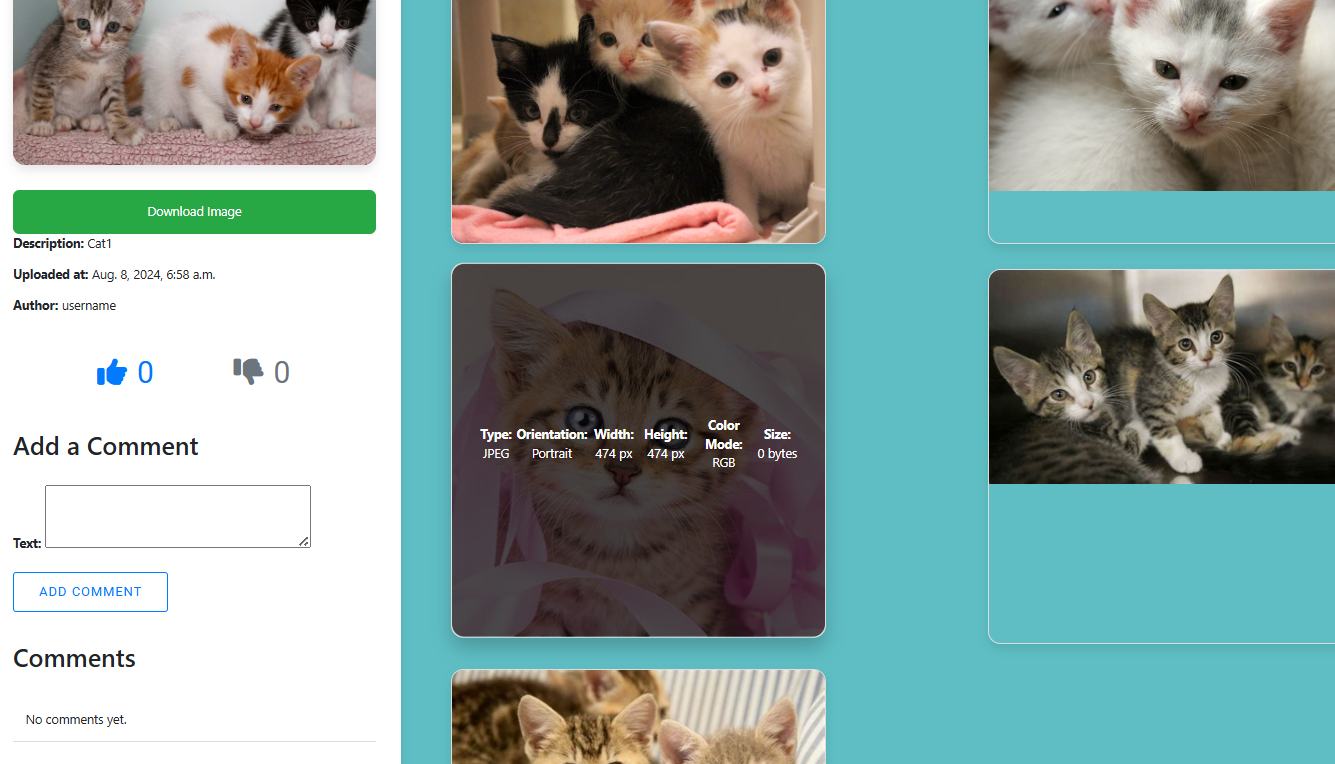 Download Image
Description: Cat1
Uploaded at: Aug. 8, 2024, 6:58 a.m.
Author: username
0 0
Add a Comment
Text:
ADD COMMENT
Comments
No comments yet.
Type: Orientation: Width: Height: Color Mode: Size:
JPEG Portrait 474 px 474 px RGB 0 bytes